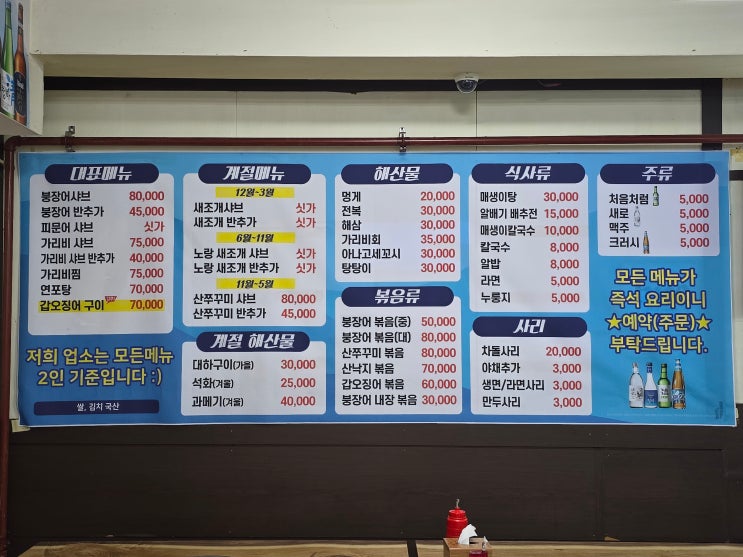 대표메뉴
붕장어샤브 80,000
붕장어 반추가 45,000
피문어 샤브 싯가
가리비 샤브 75,000
가리비 샤브 반추가 40,000
가리비찜 75,000
연포탕 70,000
갑오징어 구이 70,000
저희 업소는 모든메뉴
2인 기준입니다 :)
쌀, 김치 국산
계절메뉴
12월-3월
새조개샤브 싯가
새조개 반추가 싯가
6월-11월
노랑 새조개 샤브 싯가
노랑 새조개 반추가 싯가
11월-5월
산쭈꾸미 샤브 80,000
산쭈꾸미 반추가 45,000
계절 해산물
대하구이(가을) 30,000
석화(겨울) 25,000
과메기(겨울) 40,000
해산물
멍게 20,000
전복 30,000
해삼 30,000
가리비회 35,000
아나고세꼬시 30,000
탕탕이 30,000
볶음류
붕장어 볶음(중) 50,000
붕장어 볶음(대) 80,000
산쭈꾸미 볶음 80,000
산낙지 볶음 70,000
갑오징어 볶음 60,000
붕장어 내장 볶음 30,000
식사류
매생이탕 30,000
알배기 배추전 15,000
매생이칼국수 10,000
칼국수 8,000
알밥 8,000
라면 5,000
누룽지 5,000
사리
차돌사리 20,000
야채추가 3,000
생면/라면사리 3,000
만두사리 3,000
주류
처음처럼 5,000
새로 5,000
맥주 5,000
크러시 5,000
모든 메뉴가
즉석 요리이니
★예약(주문)★
부탁드립니다.